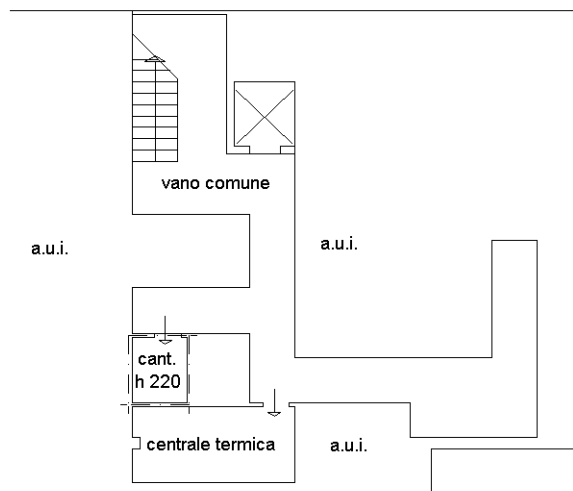 vano comune
a.u.i.
a.u.i.
cant.
h 220
centrale termica
a.u.i.